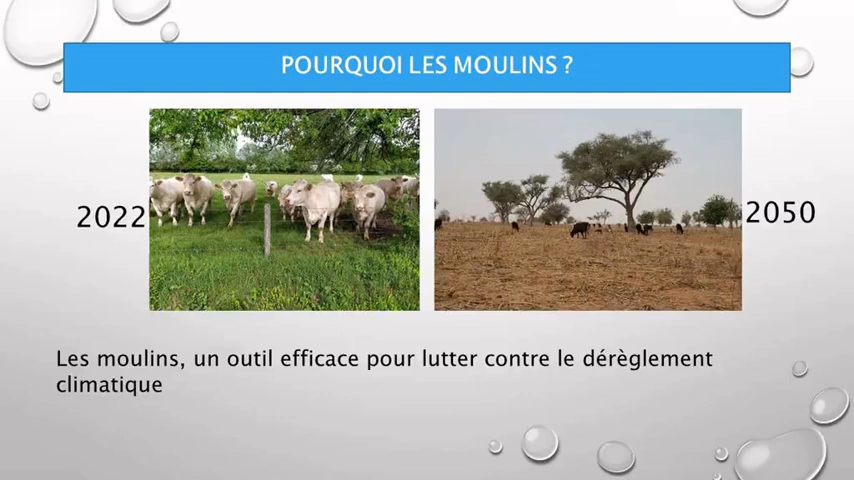 POURQUOI LES MOULINS ?
2022
2050
Les moulins, un outil efficace pour lutter contre le dérèglement
climatique